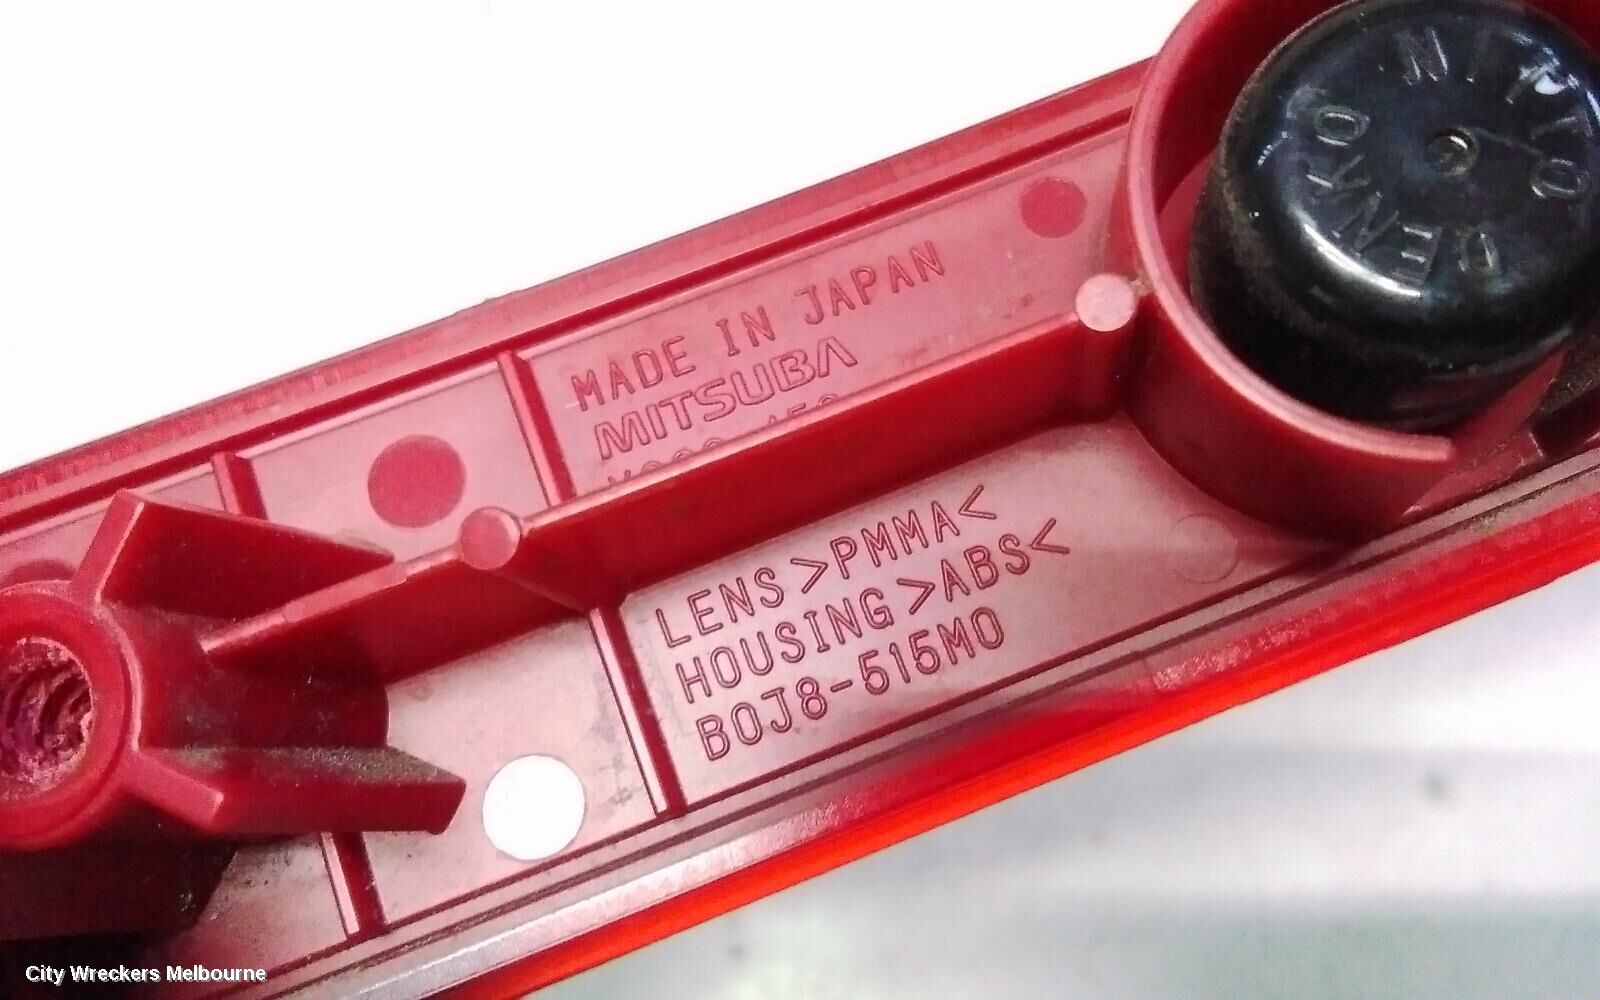 NITTO
DENKO
MADE IN JAPAN
MITSUBA
LENS>PMMA<
HOUSING>ABS<
B0J8-515M0
City Wreckers Melbourne